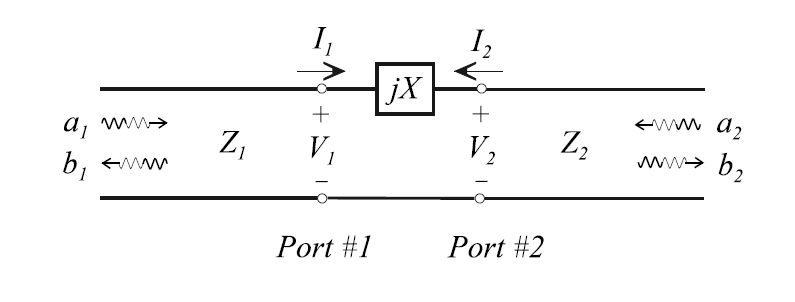 I1 I2
jX
+ +
a1 a2
Z1 V1 V2 Z2
b1 b2
− −
Port #1 Port #2